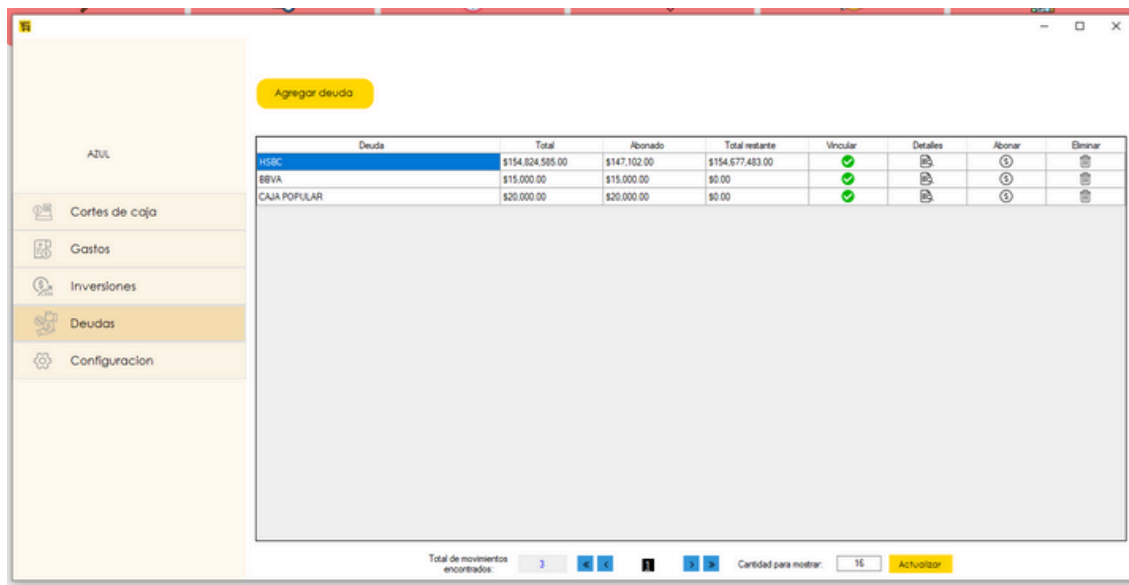 Agregar deuda
AZUL
Cortes de caja
Gastos
Inversiones
Deudas
Configuracion
Deuda Total Abonado Total restante Vincular Detalles Abonar Eliminar
HSBC $154,824,585.00 $147,102.00 $154,677,483.00
BBVA $15,000.00 $15,000.00 $0.00
CAJA POPULAR $20,000.00 $20,000.00 $0.00
Total de movimientos
encontrados: 3 « < 1 > » Cantidad para mostrar: 16 Actualizar